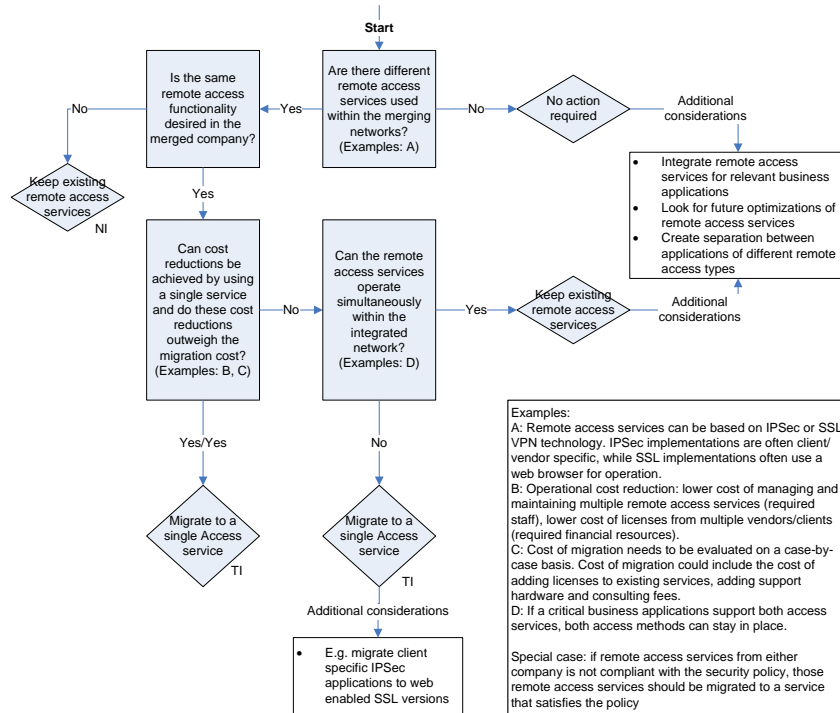 Start
Is the same
remote access
functionality
desired in the
merged company?
Are there different
remote access
services used
within the merging
networks?
(Examples: A)
No action
required
No
Yes
No
Additional
considerations
Keep existing
remote access
services
NI
Yes
• Integrate remote access
services for relevant business
applications
• Look for future optimizations of
remote access services
• Create separation between
applications of different remote
access types
Can cost
reductions be
achieved by using
a single service
and do these cost
reductions
outweigh the
migration cost?
(Examples: B, C)
No
Can the remote
access services
operate
simultaneously
within the
integrated
network?
(Examples: D)
Yes
Keep existing
remote access
services
Additional
considerations
Yes/Yes
No
Migrate to a
single Access
service
TI
Migrate to a
single Access
service
TI
Additional considerations
• E.g. migrate client
specific IPSec
applications to web
enabled SSL versions
Examples:
A: Remote access services can be based on IPSec or SSL
VPN technology. IPSec implementations are often client/
vendor specific, while SSL implementations often use a
web browser for operation.
B: Operational cost reduction: lower cost of managing and
maintaining multiple remote access services (required
staff), lower cost of licenses from multiple vendors/clients
(required financial resources).
C: Cost of migration needs to be evaluated on a case-by-
case basis. Cost of migration could include the cost of
adding licenses to existing services, adding support
hardware and consulting fees.
D: If a critical business applications support both access
services, both access methods can stay in place.
Special case: if remote access services from either
company is not compliant with the security policy, those
remote access services should be migrated to a service
that satisfies the policy